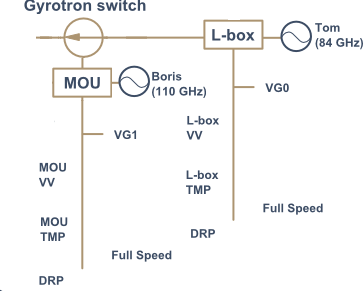 Gyrotron switch
Tom
(84 GHz)
L-box
MOU
Boris
(110 GHz)
VG0
VG1
L-box
VV
MOU
VV
L-box
TMP
Full Speed
MOU
TMP
DRP
Full Speed
DRP